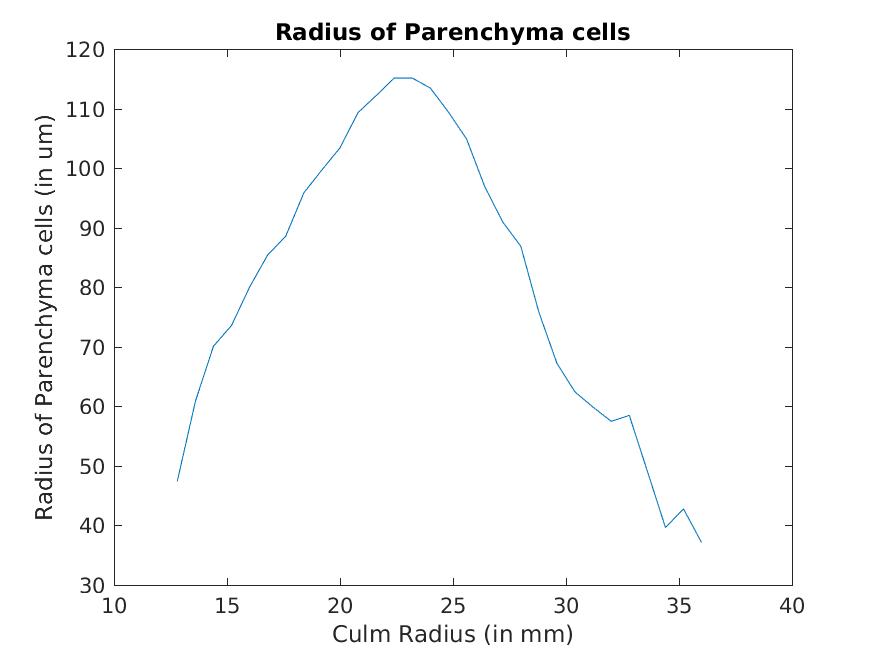 Radius of Parenchyma cells
120
110
100
90
80
70
60
50
40
30
Radius of Parenchyma cells (in um)
10 15 20 25 30 35 40
Culm Radius (in mm)